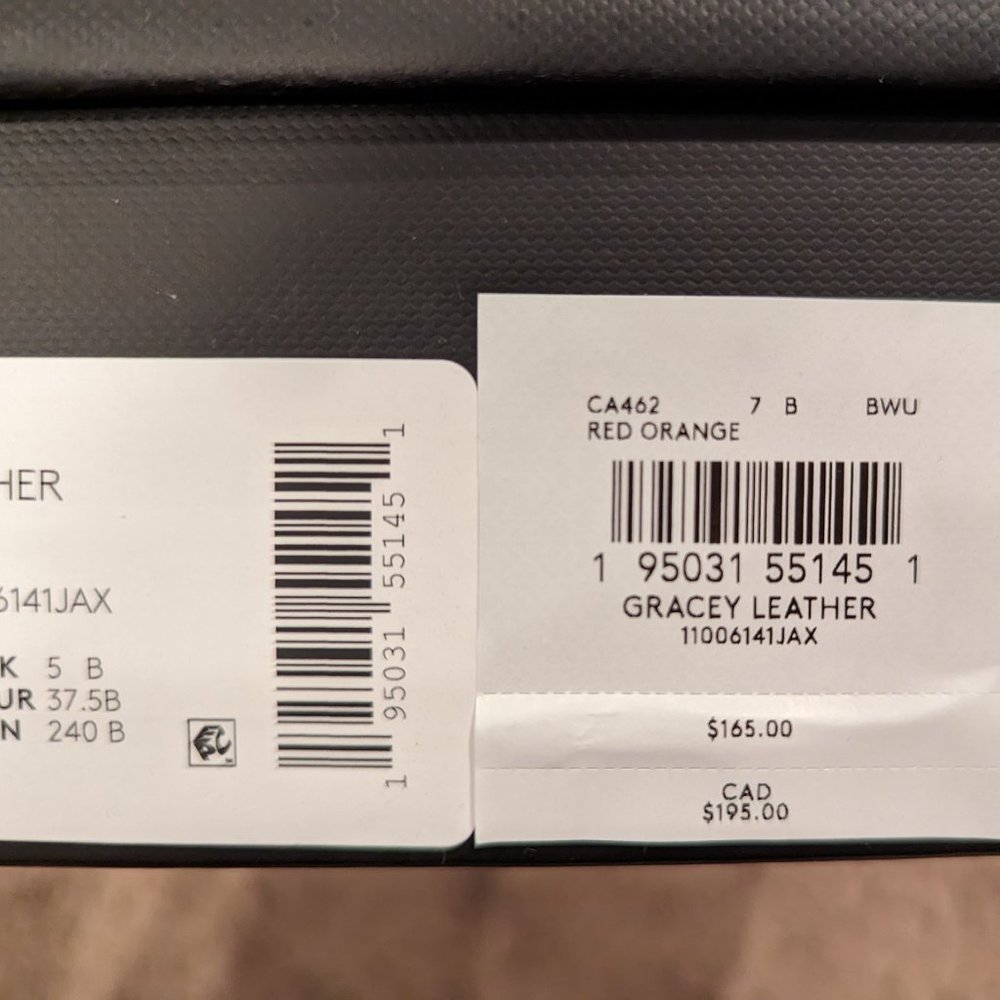 HER
6141JAX
K 5 B
UR 37.5B
N 240 B
1 95031 55145 1
CA462 7 B BWU
RED ORANGE
1 95031 55145 1
GRACEY LEATHER
11006141JAX
$165.00
CAD
$195.00